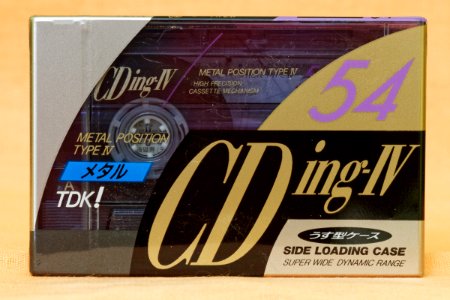 CDing-IV
METAL POSITION TYPE IV
HIGH PRECISION
CASSETTE MECHANISM
54
METAL POSITION
TYPE IV
メタル
A
TDK!
CDing-IV
うす型ケース
SIDE LOADING CASE
SUPER WIDE DYNAMIC RANGE